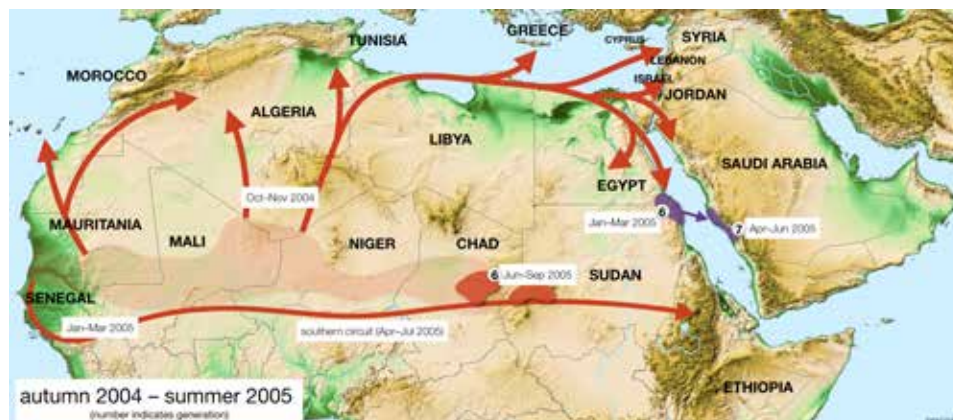 GREECE
CYPRUS
SYRIA
TUNISIA
LEBANON
ISRAEL
MOROCCO
JORDAN
ALGERIA
LIBYA
SAUDI ARABIA
EGYPT
Oct-Nov 2004
MAURITANIA
6
Jan-Mar 2005
7
Apr-Jun 2005
MALI
NIGER
CHAD
6
Jun-Sep 2005
SUDAN
SENEGAL
Jan-Mar 2005
southern circuit (Apr-Jul 2005)
ETHIOPIA
autumn 2004 – summer 2005
(number indicates generation)